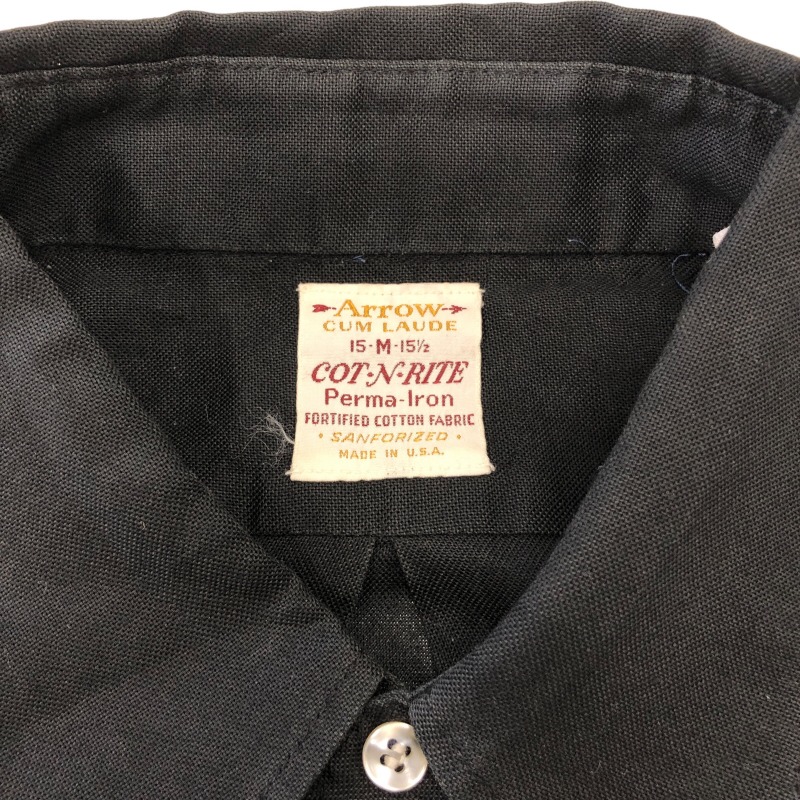 Arrow
CUM LAUDE
15-M-15½
COT-N-RITE
Perma-Iron
FORTIFIED COTTON FABRIC
• SANFORIZED •
MADE IN U.S.A.